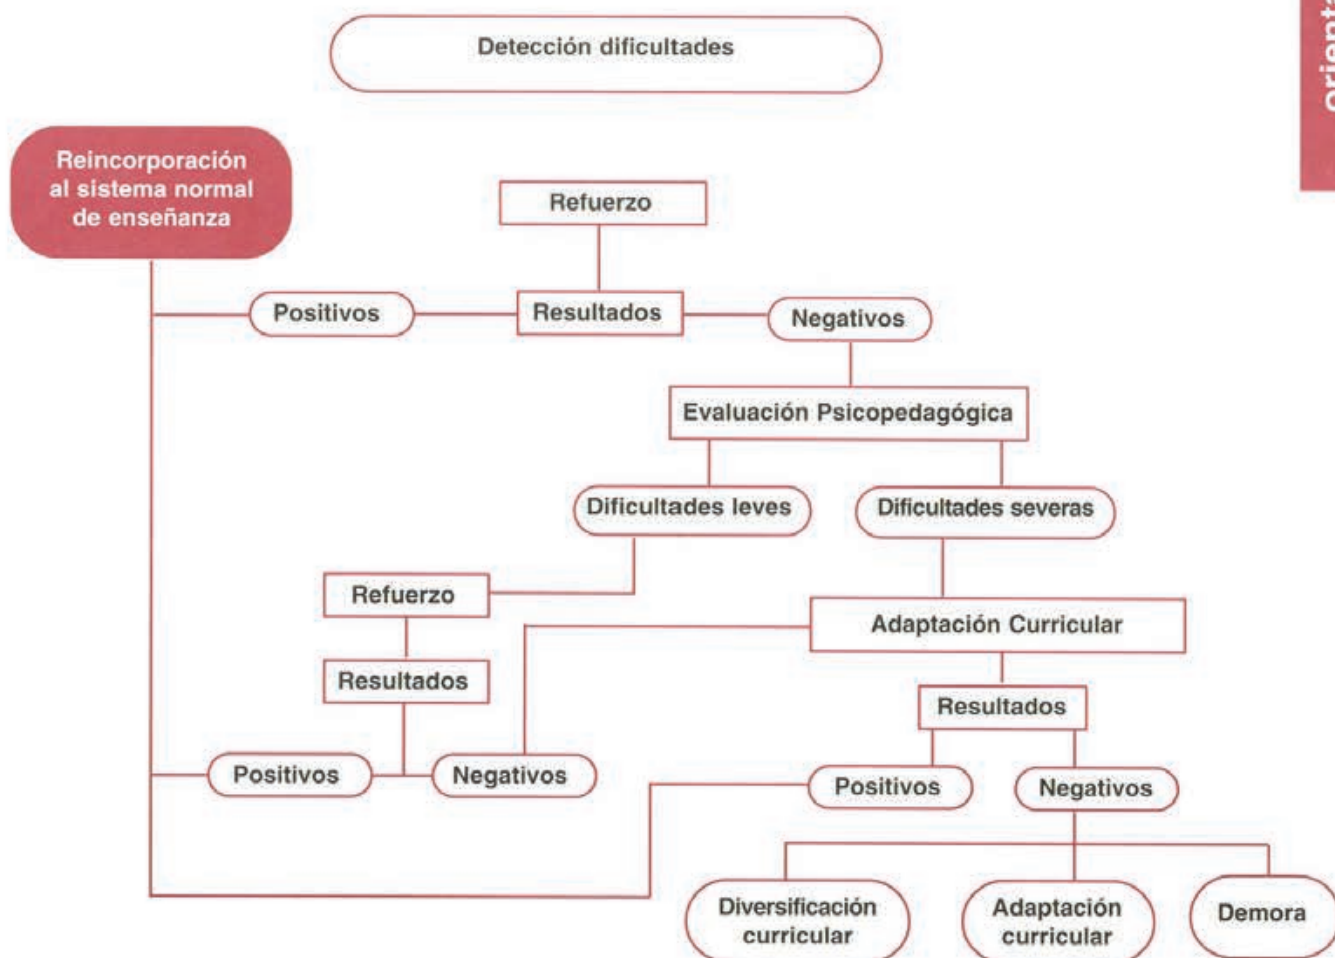 Detección dificultades
Reincorporación
al sistema normal
de enseñanza
Refuerzo
Positivos
Resultados
Negativos
Evaluación Psicopedagógica
Dificultades leves
Dificultades severas
Refuerzo
Adaptación Curricular
Resultados
Resultados
Positivos
Negativos
Positivos
Negativos
Diversificación
curricular
Adaptación
curricular
Demora